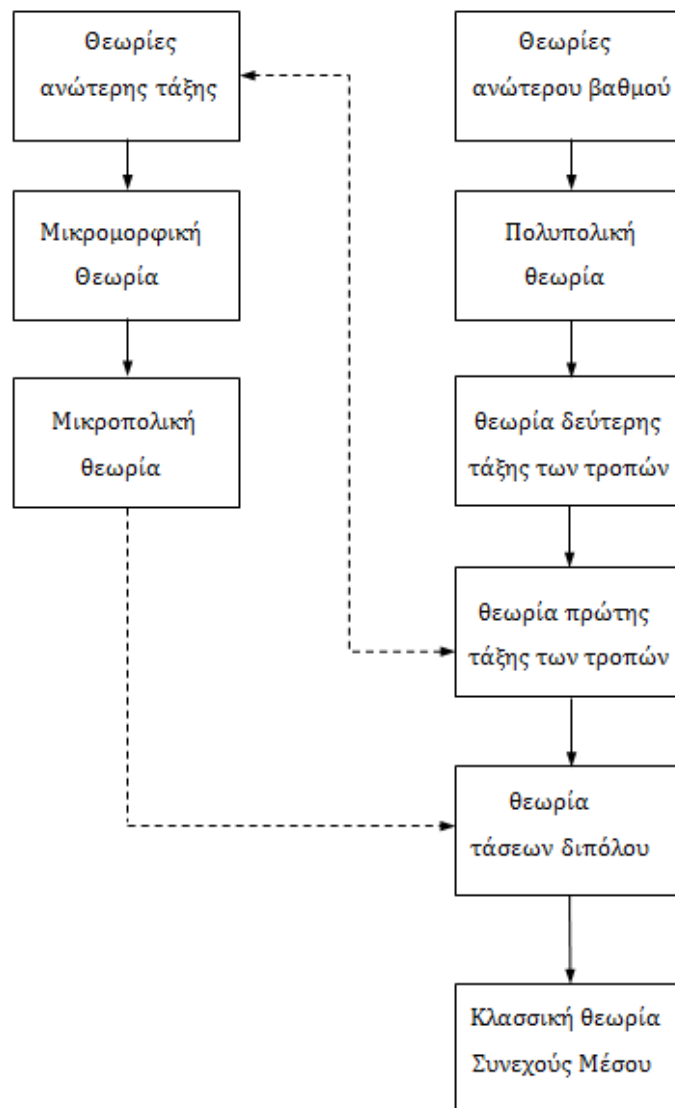 Θεωρίες
ανώτερης τάξης
Μικρομορφική
Θεωρία
Μικροπολική
θεωρία
Θεωρίες
ανώτερου βαθμού
Πολυπολική
θεωρία
θεωρία δεύτερης
τάξης των τροπών
θεωρία πρώτης
τάξης των τροπών
θεωρία
τάσεων διπόλου
Κλασσική θεωρία
Συνεχούς Μέσου